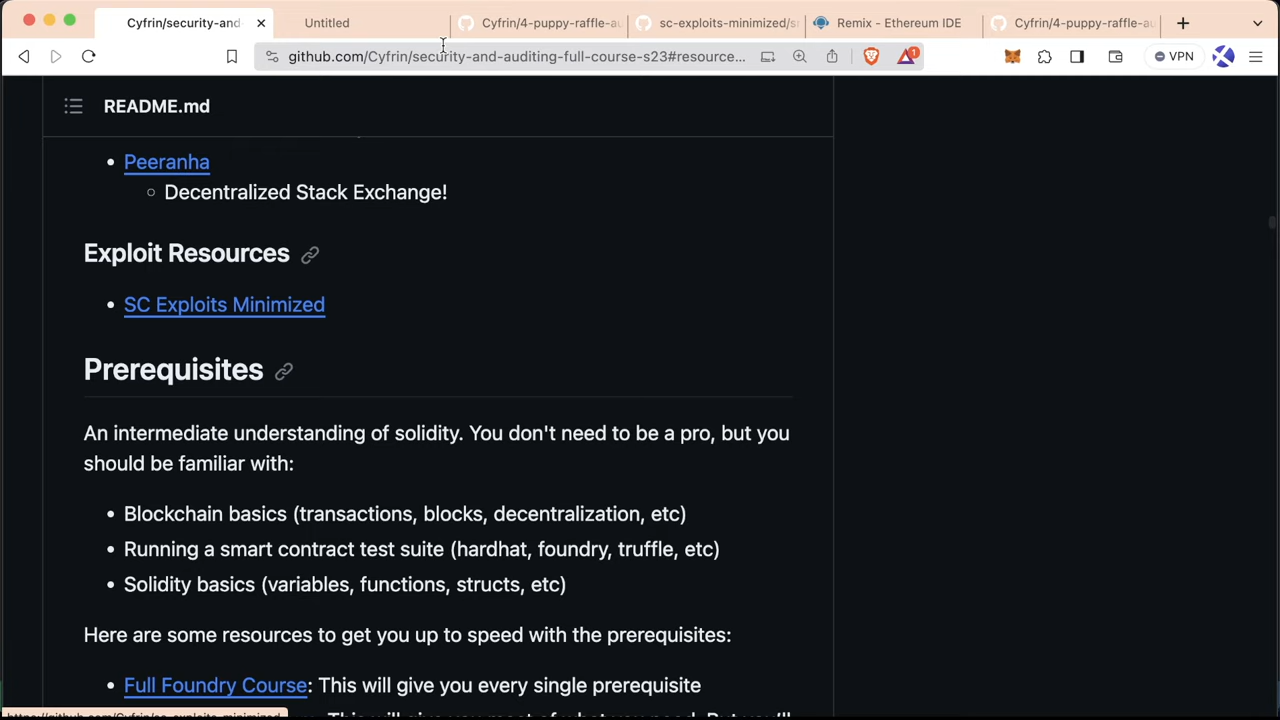 Cyfrin/security-and-
Untitled
Cyfrin/4-puppy-raffle-au
sc-exploits-minimized/s
Remix - Ethereum IDE
Cyfrin/4-puppy-raffle-au
github.com/Cyfrin/security-and-auditing-full-course-s23#resource...
1
VPN
README.md
Peeranha
Decentralized Stack Exchange!
Exploit Resources
SC Exploits Minimized
Prerequisites
An intermediate understanding of solidity. You don't need to be a pro, but you
should be familiar with:
Blockchain basics (transactions, blocks, decentralization, etc)
Running a smart contract test suite (hardhat, foundry, truffle, etc)
Solidity basics (variables, functions, structs, etc)
Here are some resources to get you up to speed with the prerequisites:
Full Foundry Course: This will give you every single prerequisite